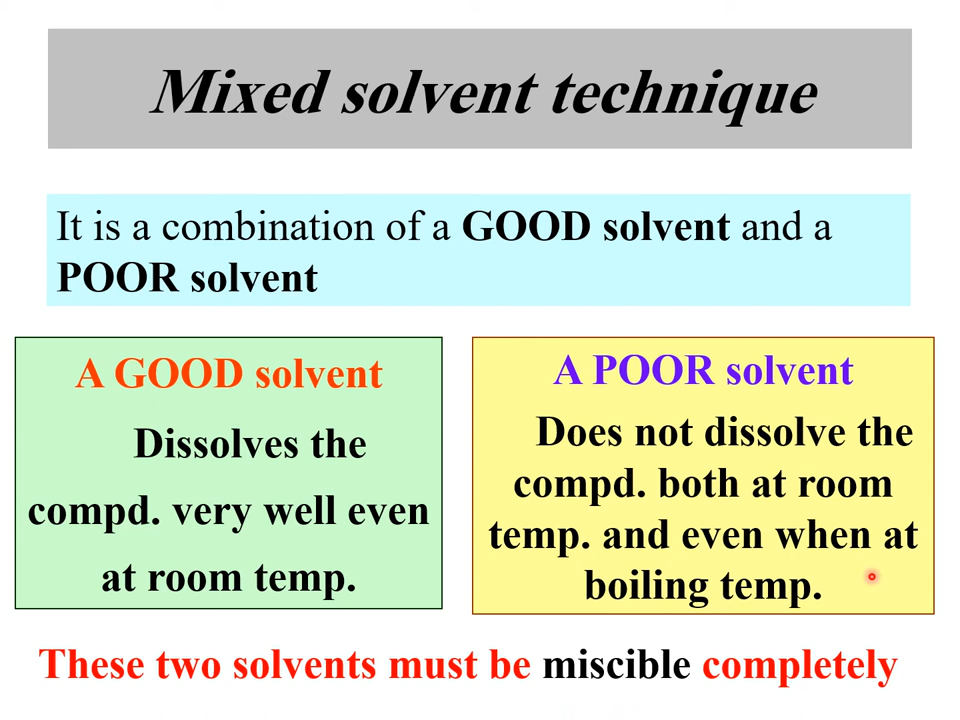 Mixed solvent technique
It is a combination of a GOOD solvent and a
POOR solvent
A GOOD solvent
Dissolves the
compd. very well even
at room temp.
A POOR solvent
Does not dissolve the
compd. both at room
temp. and even when at
boiling temp.
These two solvents must be miscible completely